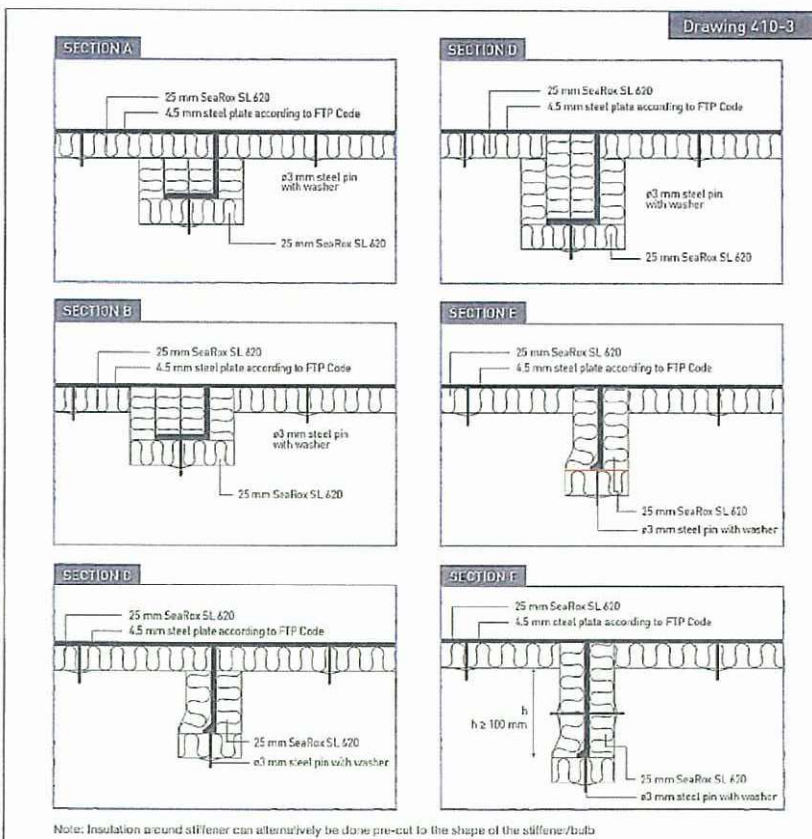 Drawing 410-3
SECTION A
25 mm SeaRox SL 620
4.5 mm steel plate according to FTP Code
ø3 mm steel pin
with washer
25 mm SeaRox SL 620
SECTION D
25 mm SeaRox SL 620
4.5 mm steel plate according to FTP Code
ø3 mm steel pin
with washer
25 mm SeaRox SL 620
SECTION B
25 mm SeaRox SL 620
4.5 mm steel plate according to FTP Code
ø3 mm steel pin
with washer
25 mm SeaRox SL 620
SECTION E
25 mm SeaRox SL 620
4.5 mm steel plate according to FTP Code
25 mm SeaRox SL 620
ø3 mm steel pin with washer
SECTION C
25 mm SeaRox SL 620
4.5 mm steel plate according to FTP Code
25 mm SeaRox SL 620
ø3 mm steel pin with washer
SECTION F
25 mm SeaRox SL 620
4.5 mm steel plate according to FTP Code
h
h ≥ 100 mm
25 mm SeaRox SL 620
ø3 mm steel pin with washer
Note: Insulation around stiffener can alternatively be done pre-cut to the shape of the stiffener/bulb